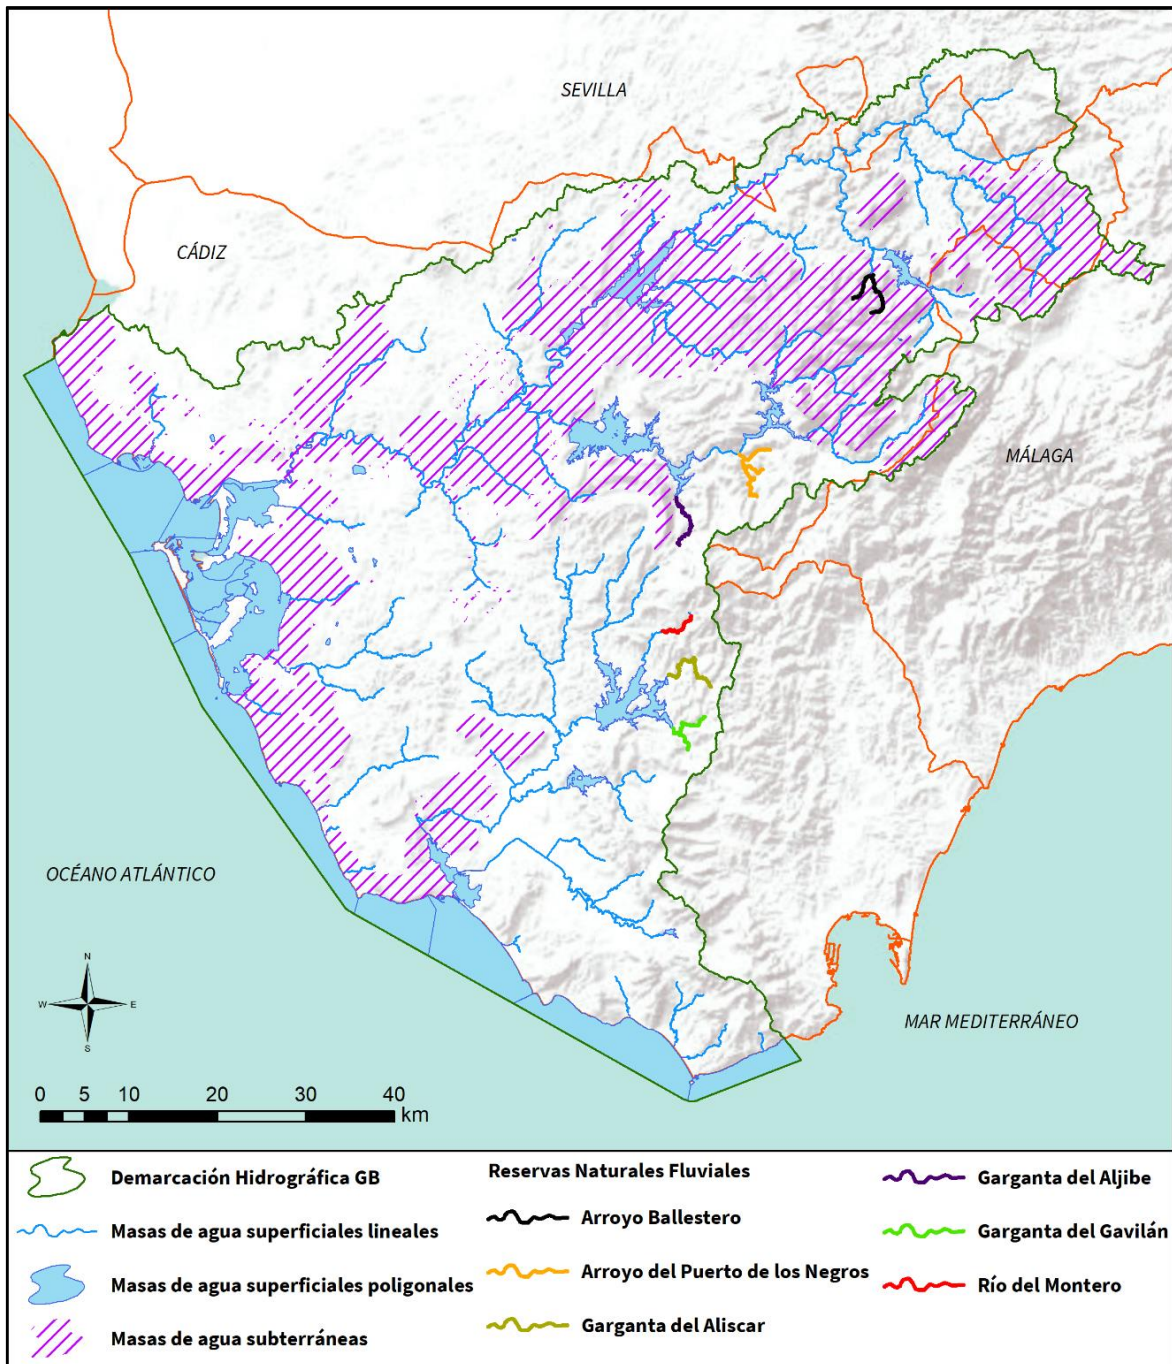 SEVILLA
CÁDIZ
MÁLAGA
OCÉANO ATLÁNTICO
N
W
E
S
MAR MEDITERRÁNEO
0 5 10 20 30 40
km
Demarcación Hidrográfica GB
Masas de agua superficiales lineales
Masas de agua superficiales poligonales
Masas de agua subterráneas
Reservas Naturales Fluviales
Arroyo Ballestero
Arroyo del Puerto de los Negros
Garganta del Aliscar
Garganta del Aljibe
Garganta del Gavilán
Río del Montero